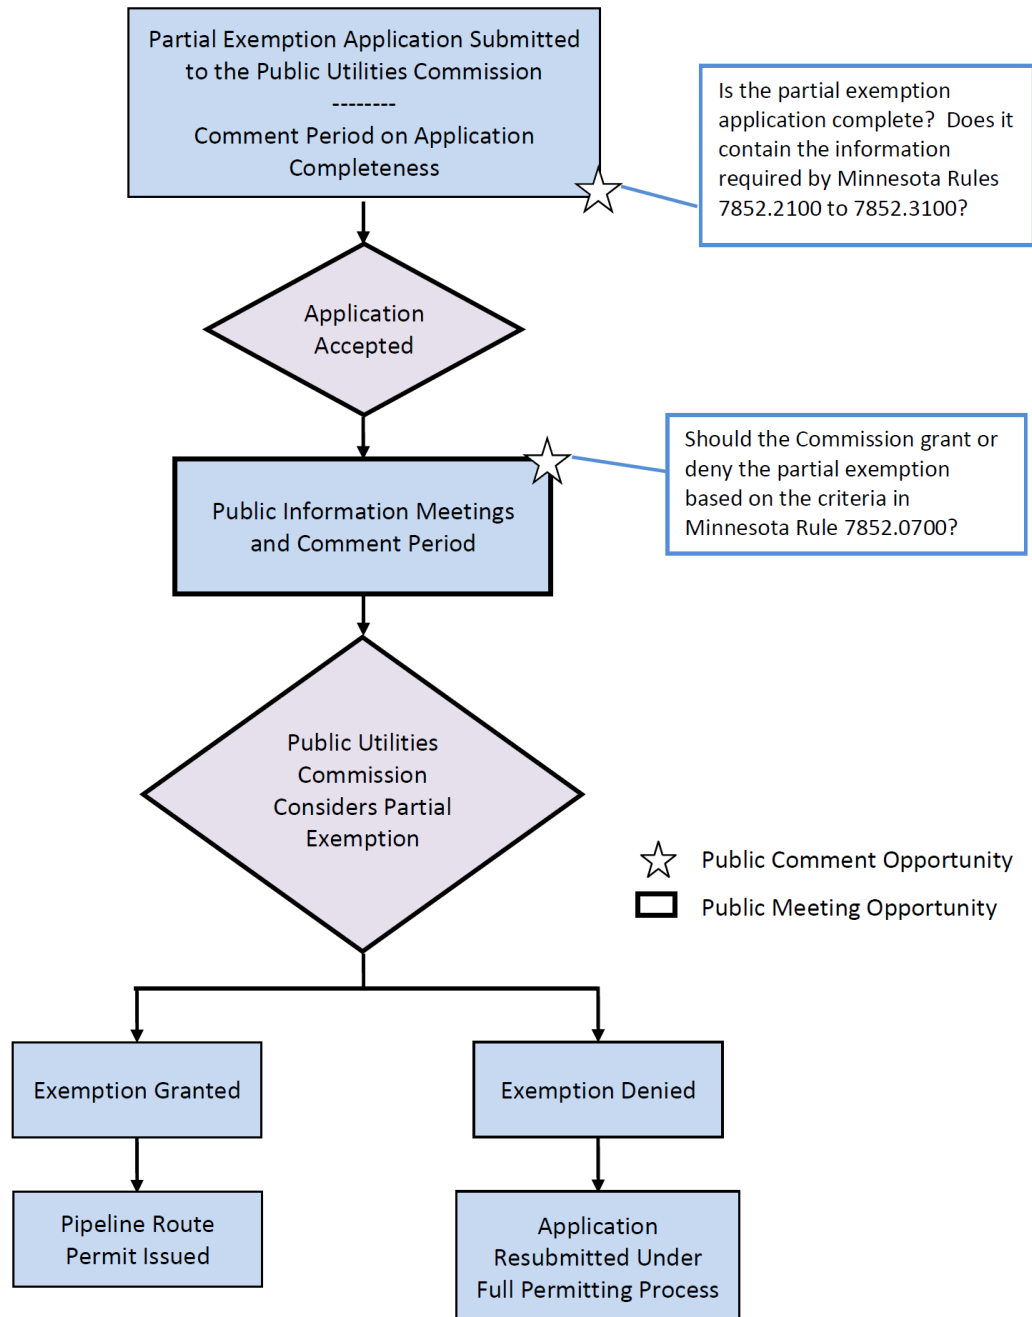 Partial Exemption Application Submitted
to the Public Utilities Commission
--------
Comment Period on Application
Completeness
Is the partial exemption
application complete?  Does it
contain the information
required by Minnesota Rules
7852.2100 to 7852.3100?
Application
Accepted
Should the Commission grant or
deny the partial exemption
based on the criteria in
Minnesota Rule 7852.0700?
Public Information Meetings
and Comment Period
Public Utilities
Commission
Considers Partial
Exemption
Public Comment Opportunity
Public Meeting Opportunity
Exemption Granted
Exemption Denied
Pipeline Route
Permit Issued
Application
Resubmitted Under
Full Permitting Process